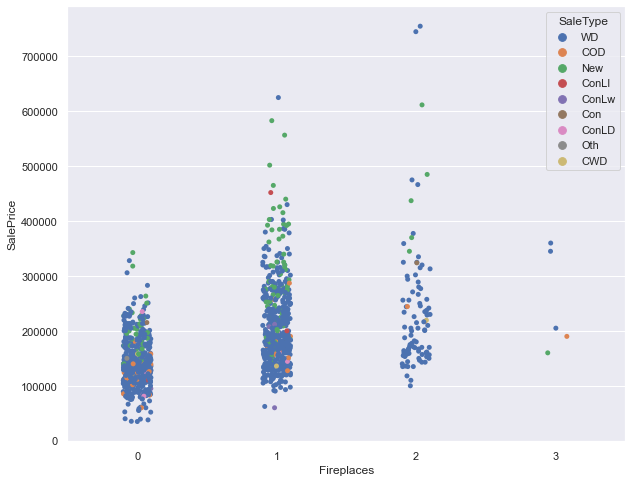 SaleType
WD
COD
New
ConLI
ConLw
Con
ConLD
Oth
CWD
700000
600000
500000
400000
300000
200000
100000
0
SalePrice
0 1 2 3
Fireplaces